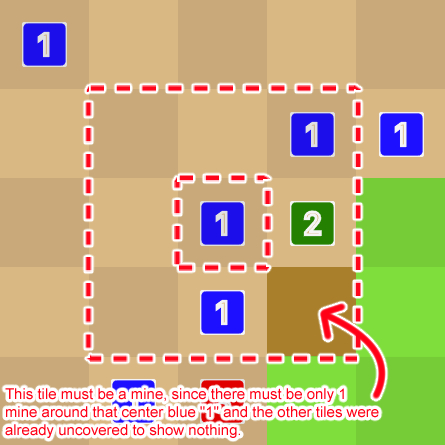 1
1 1
1 2
1
This tile must be a mine, since there must be only 1
mine around that center blue "1" and the other tiles were
already uncovered to show nothing.